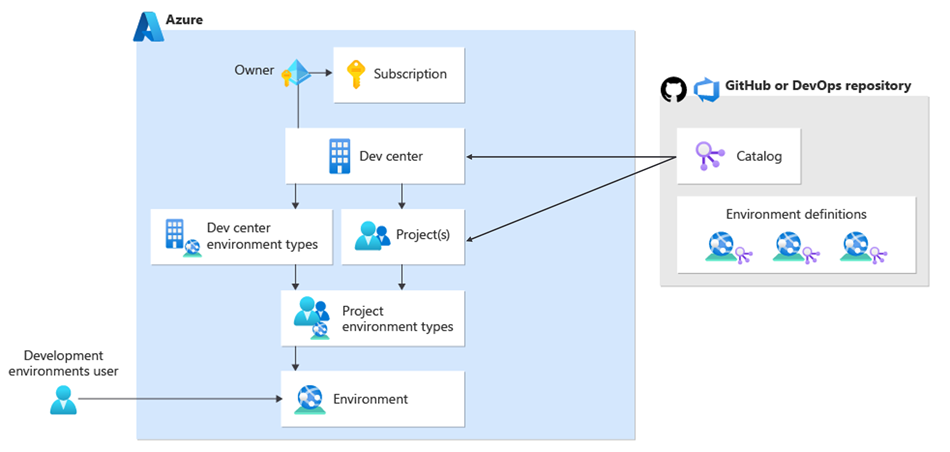 Azure
Owner
Subscription
GitHub or DevOps repository
Dev center
Catalog
Dev center
environment types
Project(s)
Environment definitions
Project
environment types
Development
environments user
Environment